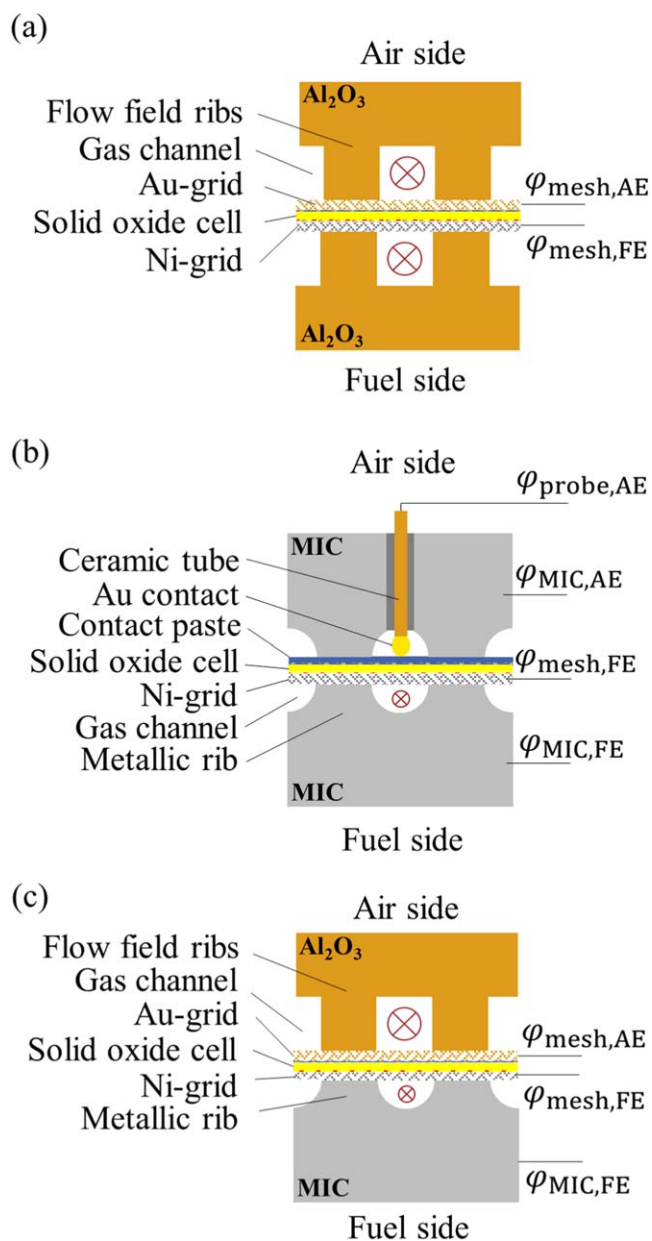 (a)
Air side
Al₂O₃
Flow field ribs
Gas channel
Au-grid
Solid oxide cell
Ni-grid
φmesh,AE
φmesh,FE
Al₂O₃
Fuel side
(b)
Air side
φprobe,AE
MIC
Ceramic tube
Au contact
Contact paste
Solid oxide cell
Ni-grid
Gas channel
Metallic rib
φMIC,AE
φmesh,FE
φMIC,FE
MIC
Fuel side
(c)
Air side
Al₂O₃
Flow field ribs
Gas channel
Au-grid
Solid oxide cell
Ni-grid
Metallic rib
φmesh,AE
φmesh,FE
φMIC,FE
MIC
Fuel side